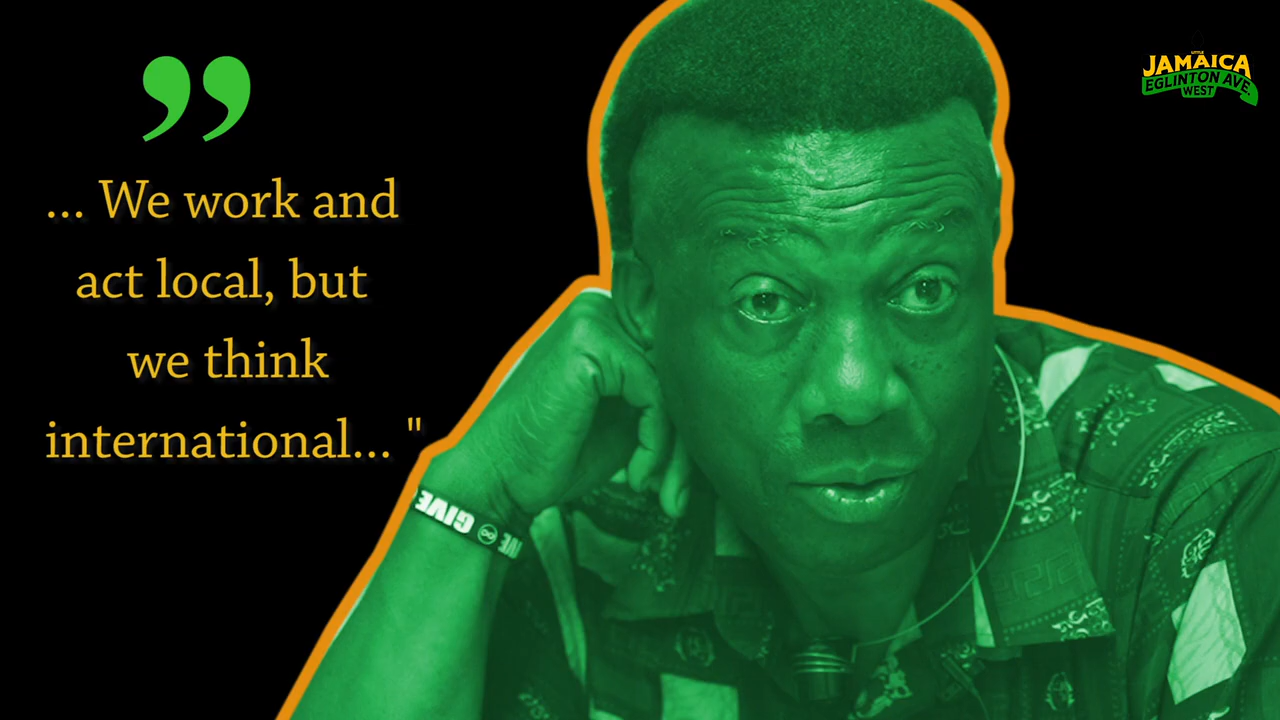 ”
... We work and
act local, but
we think
international... "
LITTLE
JAMAICA
EGLINTON AVE.
WEST
GIVE